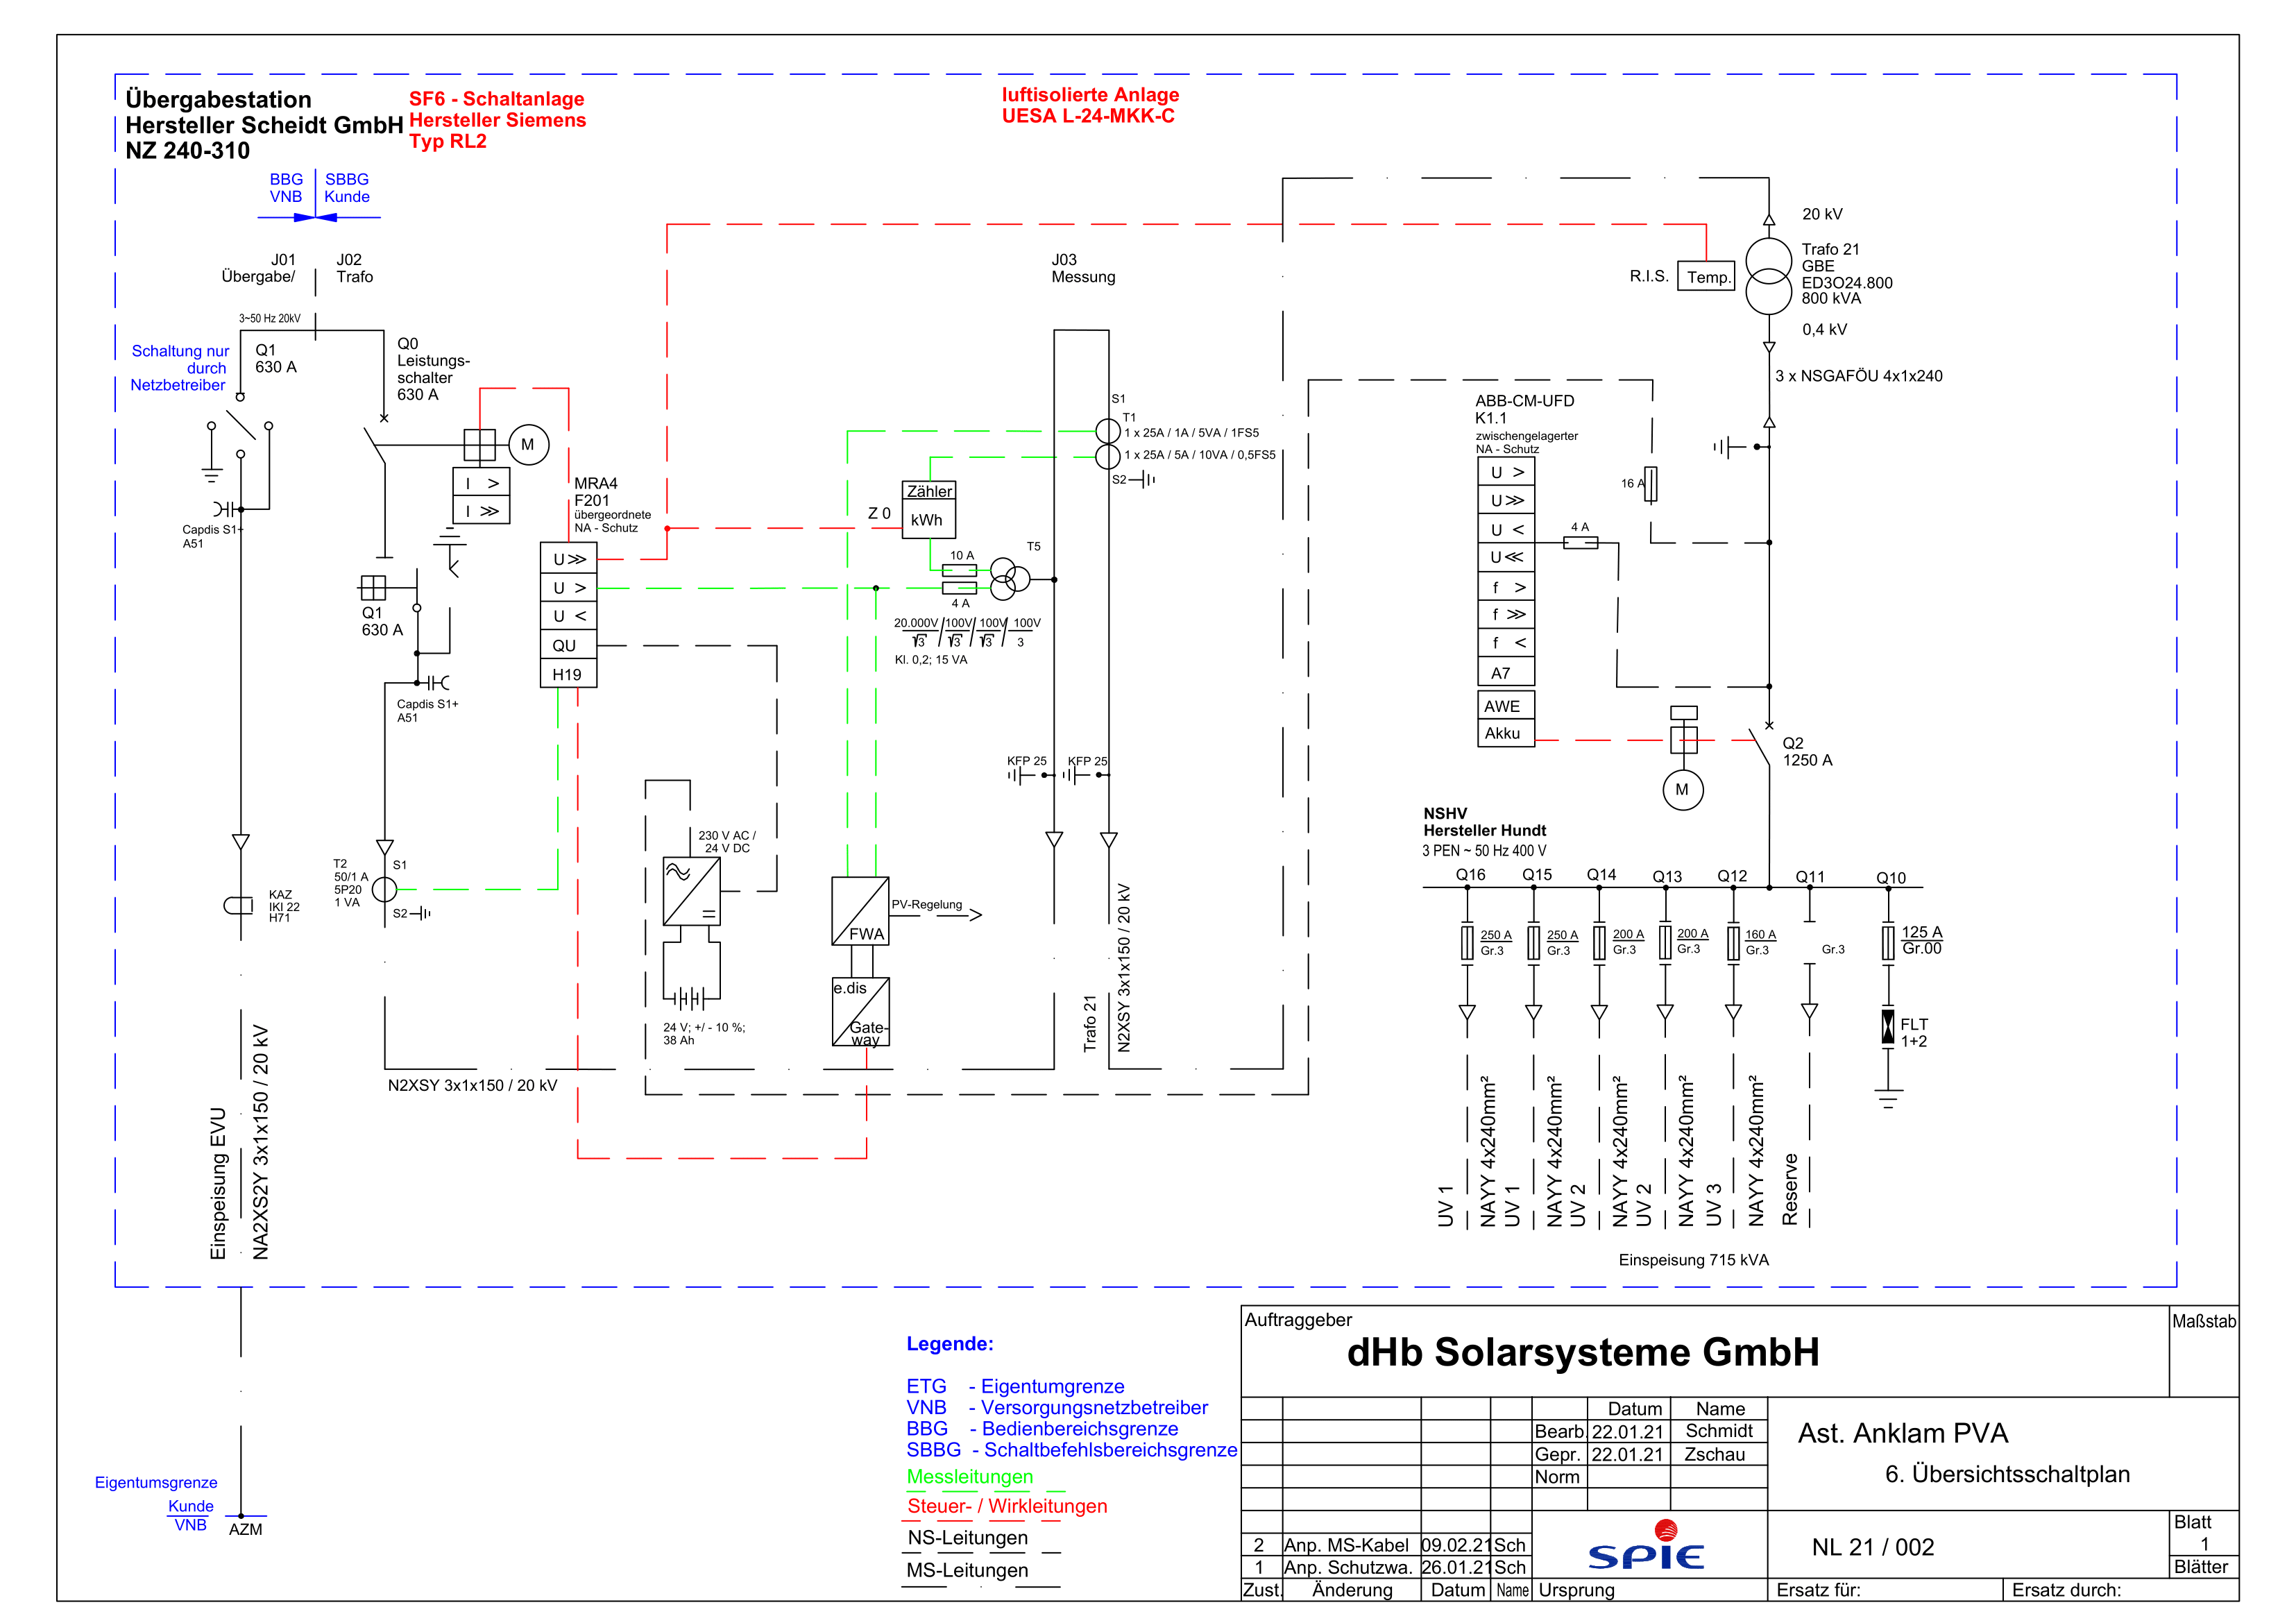 Übergabestation
Hersteller Scheidt GmbH
NZ 240-310
SF6 - Schaltanlage
Hersteller Siemens
Typ RL2
luftisolierte Anlage
UESA L-24-MKK-C
BBG
VNB
SBBG
Kunde
J01
Übergabe/
J02
Trafo
J03
Messung
3~50 Hz 20kV
Schaltung nur
durch
Netzbetreiber
Q1
630 A
Q0
Leistungs-
schalter
630 A
M
I >
I >>
Capdis S1+
A51
MRA4
F201
übergeordnete
NA - Schutz
U >>
U >
U <
QU
H19
Q1
630 A
Capdis S1+
A51
T2
50/1 A
5P20
1 VA
S1
S2
KAZ
IKI 22
H71
Einspeisung EVU
NA2XS2Y 3x1x150 / 20 kV
N2XSY 3x1x150 / 20 kV
230 V AC /
24 V DC
24 V; +/ - 10 %;
38 Ah
FWA
PV-Regelung
e.dis
Gate-
way
Z 0
Zähler
kWh
10 A
4 A
T5
20.000V/√3 / 100V/√3 / 100V/√3 / 100V/3
Kl. 0,2; 15 VA
S1
T1
1 x 25A / 1A / 5VA / 1FS5
1 x 25A / 5A / 10VA / 0,5FS5
S2
KFP 25
KFP 25
Trafo 21
N2XSY 3x1x150 / 20 kV
20 kV
R.I.S.
Temp.
Trafo 21
GBE
ED3O24.800
800 kVA
0,4 kV
3 x NSGAFÖU 4x1x240
ABB-CM-UFD
K1.1
zwischengelagerter
NA - Schutz
U >
U >>
U <
U <<
f >
f >>
f <
A7
AWE
Akku
16 A
4 A
M
Q2
1250 A
NSHV
Hersteller Hundt
3 PEN ~ 50 Hz 400 V
Q16
Q15
Q14
Q13
Q12
Q11
Q10
250 A
Gr.3
250 A
Gr.3
200 A
Gr.3
200 A
Gr.3
160 A
Gr.3
Gr.3
125 A
Gr.00
FLT
1+2
UV 1
NAYY 4x240mm²
UV 1
NAYY 4x240mm²
UV 2
NAYY 4x240mm²
UV 2
NAYY 4x240mm²
UV 3
NAYY 4x240mm²
Reserve
Einspeisung 715 kVA
Eigentumsgrenze
Kunde
VNB
AZM
Legende:
ETG - Eigentumgrenze
VNB - Versorgungsnetzbetreiber
BBG - Bedienbereichsgrenze
SBBG - Schaltbefehlsbereichsgrenze
Messleitungen
Steuer- / Wirkleitungen
NS-Leitungen
MS-Leitungen
Auftraggeber
dHb Solarsysteme GmbH
Maßstab
Datum Name
Bearb. 22.01.21 Schmidt
Gepr. 22.01.21 Zschau
Norm
Ast. Anklam PVA
6. Übersichtsschaltplan
2 Anp. MS-Kabel 09.02.21 Sch
1 Anp. Schutzwa. 26.01.21 Sch
Zust. Änderung Datum Name Ursprung
SPIE
NL 21 / 002
Blatt
1
Blätter
Ersatz für:
Ersatz durch: